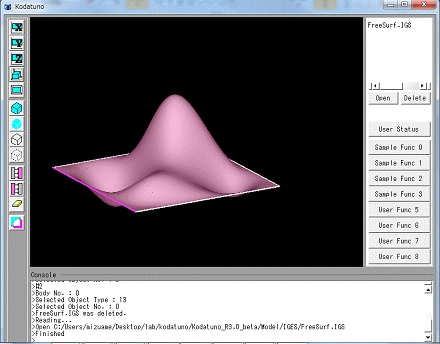 Kodatuno
FreeSurf.IGS
Open
Delete
User Status
Sample Func 0
Sample Func 1
Sample Func 2
Sample Func 3
User Func 5
User Func 6
User Func 7
User Func 8
X
Y
Z
Console
>Body No. : 0
>Selected Object Type : 13
>Selected Object No. : 0
>FreeSurf.IGS was deleted.
>Reading...
>Open C:/Users/mizuame/Desktop/lab/kodatuno/Kodatuno_R3.0_beta/Model/IGES/FreeSurf.IGS
>Finished